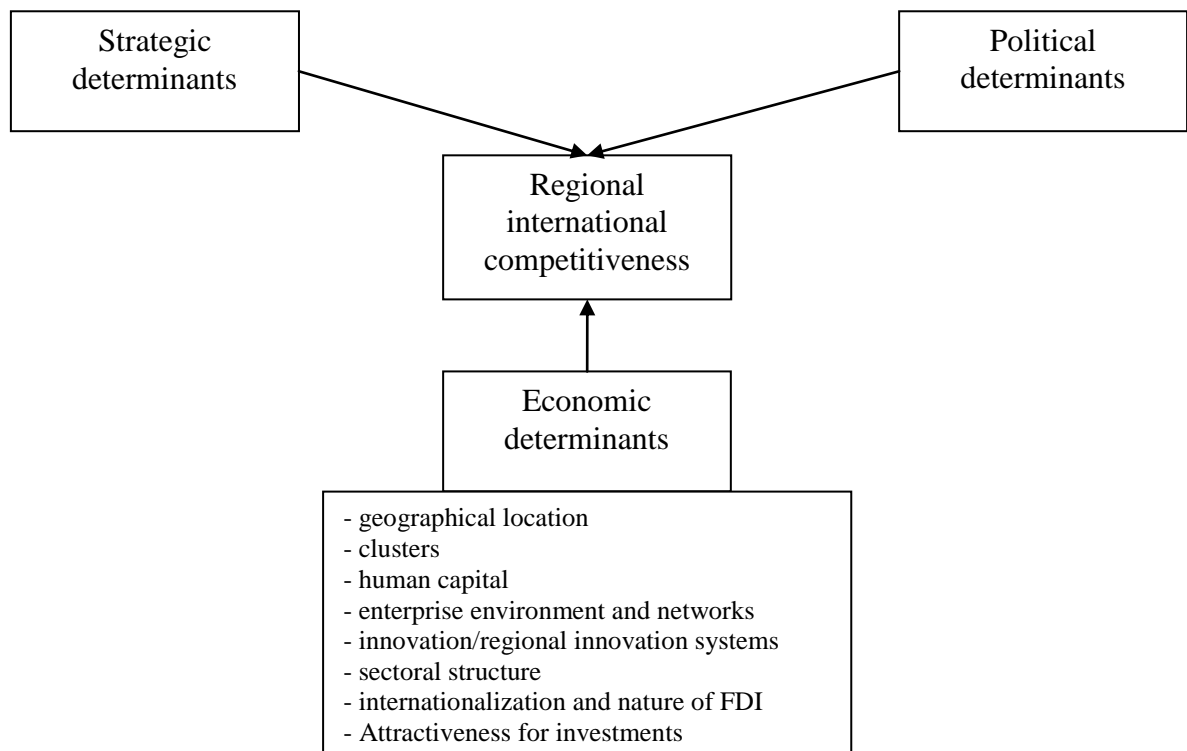 Strategic
determinants
Political
determinants
Regional
international
competitiveness
Economic
determinants
- geographical location
- clusters
- human capital
- enterprise environment and networks
- innovation/regional innovation systems
- sectoral structure
- internationalization and nature of FDI
- Attractiveness for investments